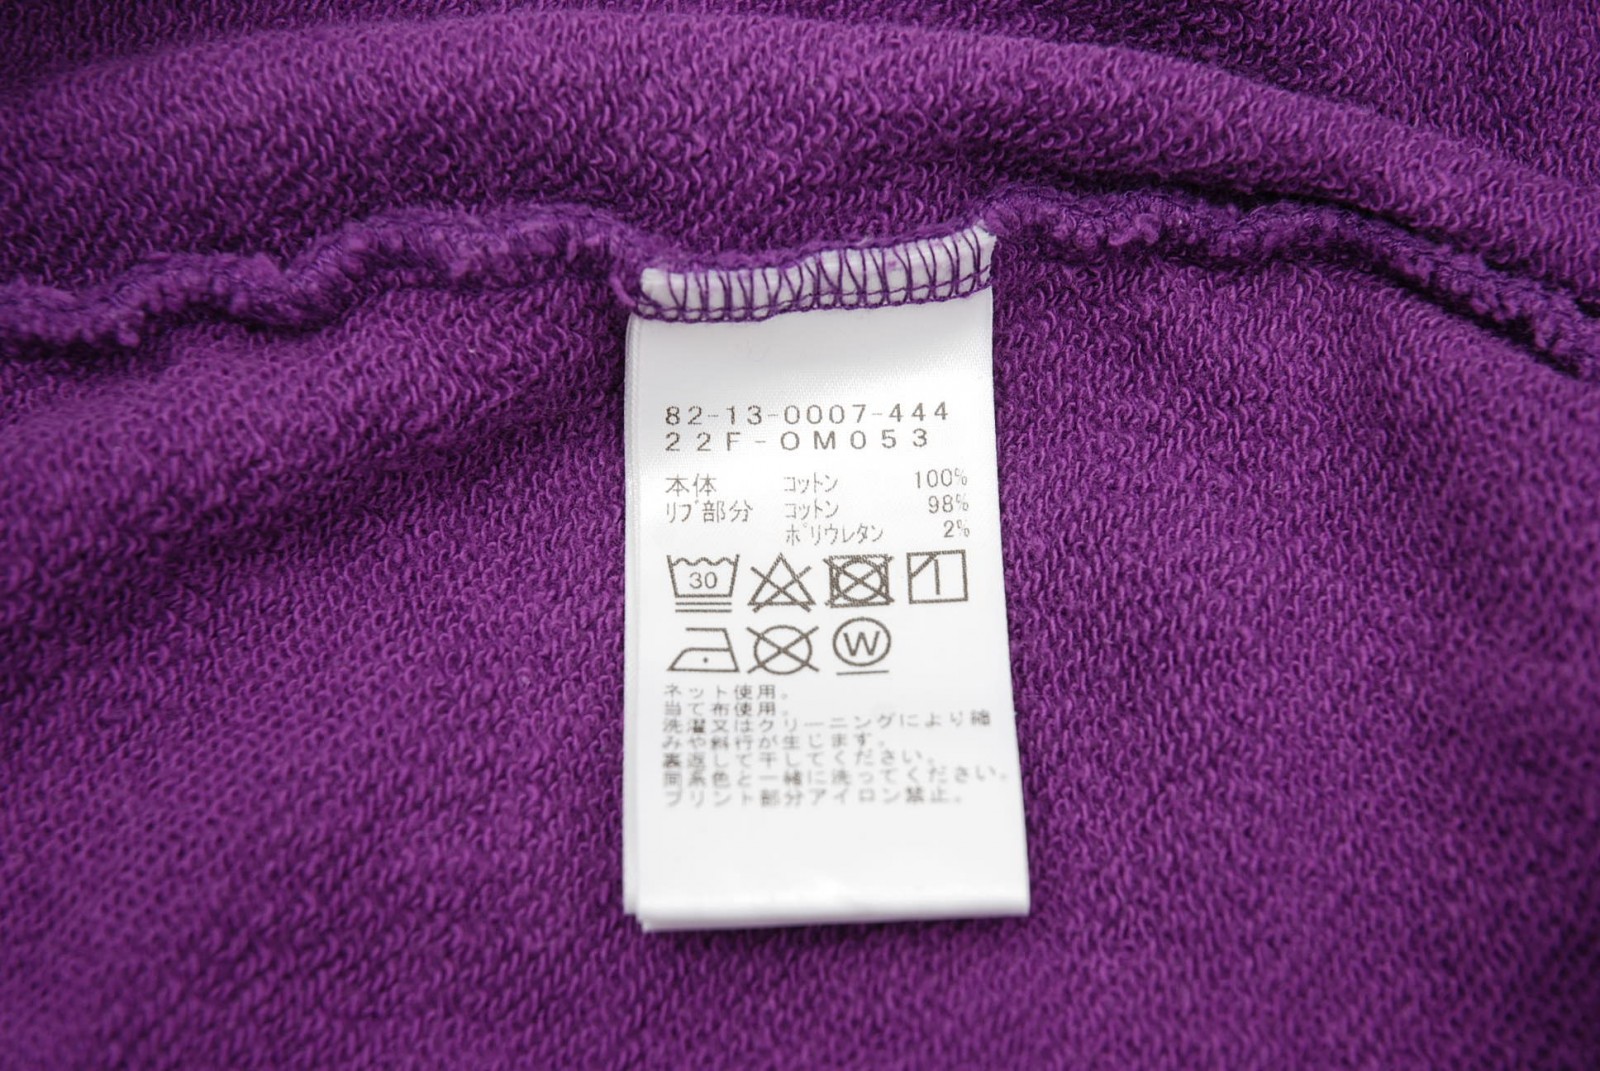 82-13-0007-444
22F-OM053
本体 コットン 100%
リブ部分 コットン 98%
ポリウレタン 2%
30
W
ネット使用。
当て布使用。
洗濯又はクリーニングにより縮
みや斜行が生じます。
裏返して干してください。
同系色と一緒に洗ってください。
プリント部分アイロン禁止。